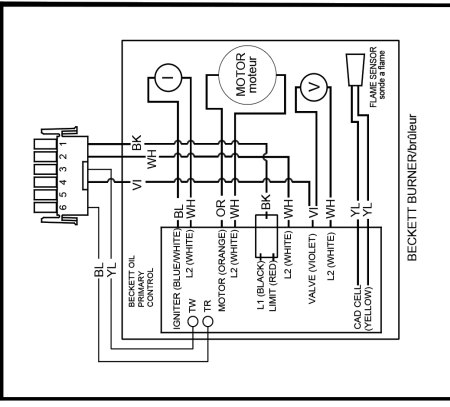 1
2
3
4
5
6
BK
WH
VI
BL
YL
I
MOTOR
moteur
V
FLAME SENSOR
sonde a flame
BL
WH
OR
WH
BK
WH
VI
WH
YL
YL
BECKETT OIL
PRIMARY
CONTROL
IGNITER (BLUE/WHITE)
L2 (WHITE)
TW
TR
MOTOR (ORANGE)
L2 (WHITE)
L1 (BLACK)
LIMIT (RED)
L2 (WHITE)
VALVE (VIOLET)
L2 (WHITE)
CAD CELL
(YELLOW)
BECKETT BURNER/brûleur